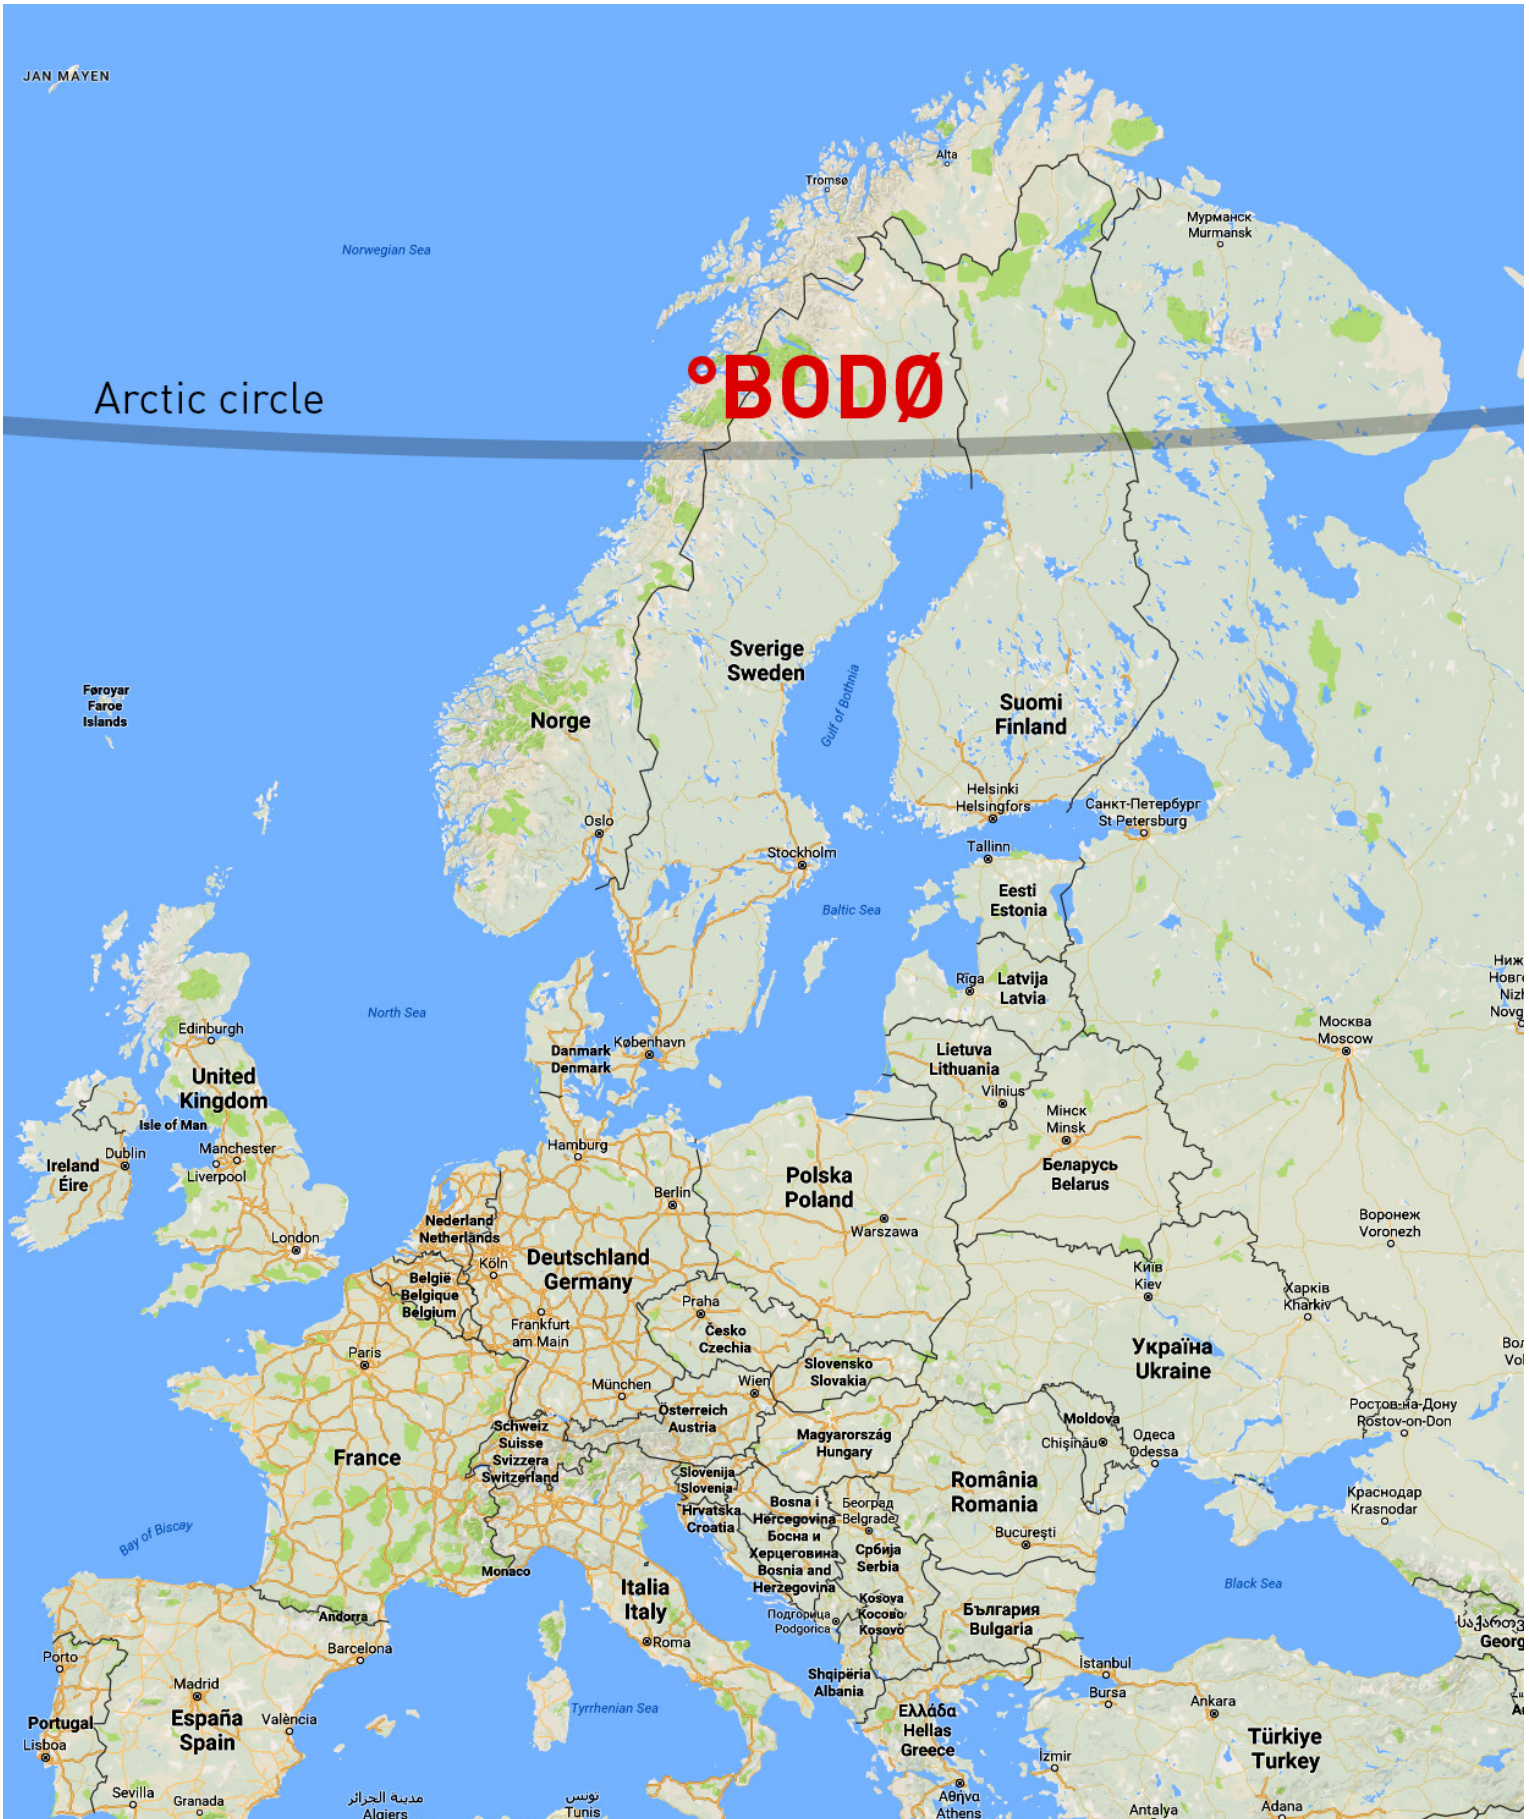 JAN MAYEN
Alta
Tromsø
Мурманск
Murmansk
Norwegian Sea
°BODØ
Arctic circle
Sverige
Sweden
Gulf of Bothnia
Føroyar
Faroe
Islands
Norge
Suomi
Finland
Helsinki
Helsingfors
Санкт-Петербург
St Petersburg
Oslo
Stockholm
Tallinn
Eesti
Estonia
Baltic Sea
Rīga
Latvija
Latvia
North Sea
Edinburgh
København
Danmark
Denmark
Lietuva
Lithuania
Vilnius
Москва
Moscow
United
Kingdom
Isle of Man
Мінск
Minsk
Беларусь
Belarus
Dublin
Manchester
Liverpool
Ireland
Éire
Hamburg
Berlin
Polska
Poland
Warszawa
Воронеж
Voronezh
London
Nederland
Netherlands
Köln
Deutschland
Germany
België
Belgique
Belgium
Київ
Kiev
Харків
Kharkiv
Praha
Česko
Czechia
Frankfurt
am Main
Paris
Україна
Ukraine
Slovensko
Slovakia
München
Wien
Österreich
Austria
Ростов-на-Дону
Rostov-on-Don
Moldova
Chișinău
Одеса
Odessa
Schweiz
Suisse
Svizzera
Switzerland
Magyarország
Hungary
France
Slovenija
Slovenia
România
Romania
București
Краснодар
Krasnodar
Hrvatska
Croatia
Bosna i
Hercegovina
Босна и
Херцеговина
Bosnia and
Herzegovina
Београд
Belgrade
Србија
Serbia
Bay of Biscay
Monaco
Italia
Italy
Black Sea
Kosova
Косово
Kosovo
Подгорица
Podgorica
България
Bulgaria
Andorra
Barcelona
Roma
Porto
Madrid
España
Spain
València
Portugal
Lisboa
Tyrrhenian Sea
Shqipëria
Albania
İstanbul
Bursa
Ankara
Ελλάδα
Hellas
Greece
Türkiye
Turkey
İzmir
Sevilla
Granada
مدينة الجزائر
Algiers
تونس
Tunis
Αθήνα
Athens
Antalya
Adana